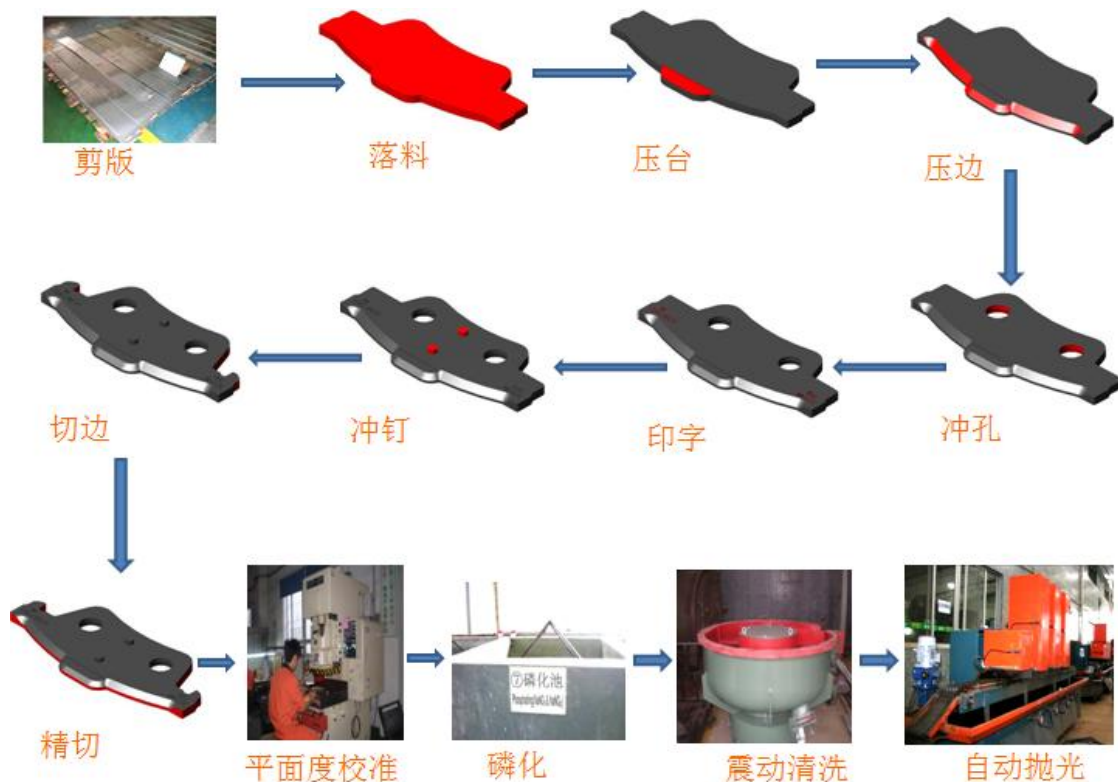 剪版
落料
压台
压边
冲孔
印字
冲钉
切边
精切
平面度校准
⑦磷化池
磷化
震动清洗
自动抛光